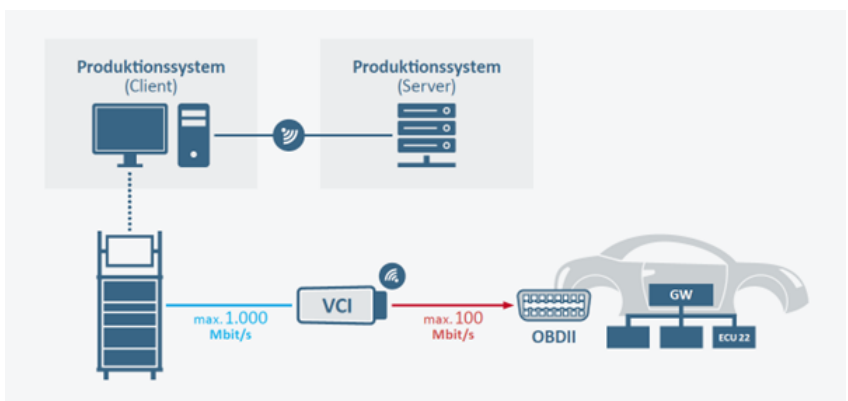 Produktionssystem
(Client)
Produktionssystem
(Server)
max. 1.000
Mbit/s
VCI
max. 100
Mbit/s
OBDII
GW
ECU 22